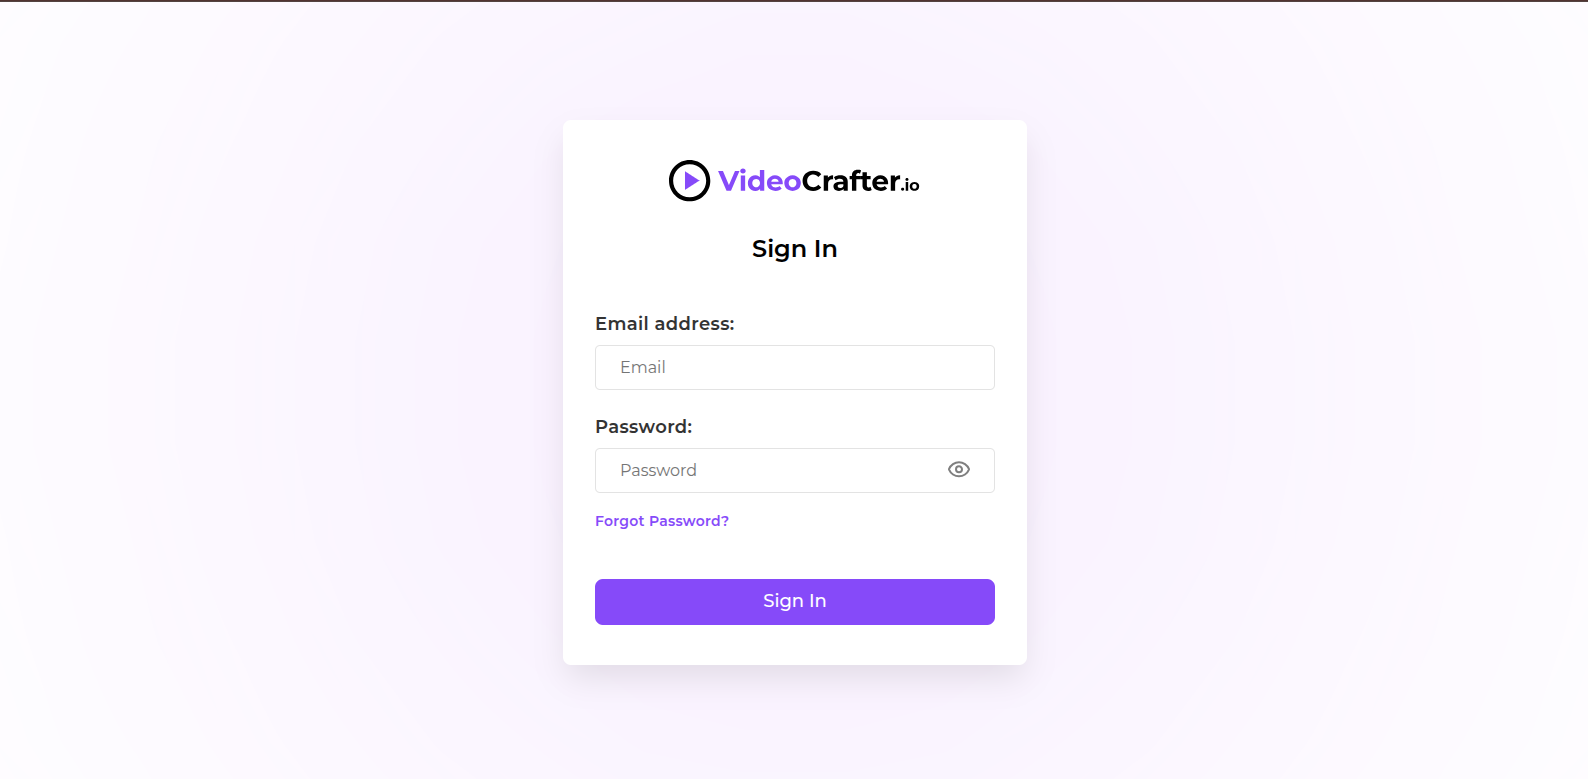 VideoCrafter.io
Sign In
Email address:
Email
Password:
Password
Forgot Password?
Sign In